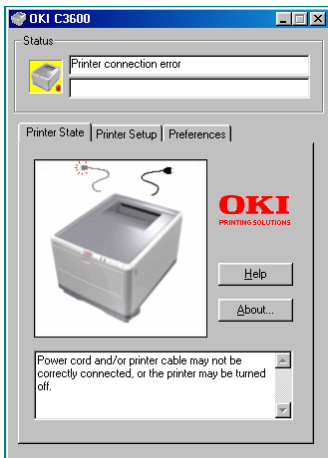 OKI C3600
Status
Printer connection error
Printer State
Printer Setup
Preferences
OKI
PRINTING SOLUTIONS
Help
About...
Power cord and/or printer cable may not be
correctly connected, or the printer may be turned
off.